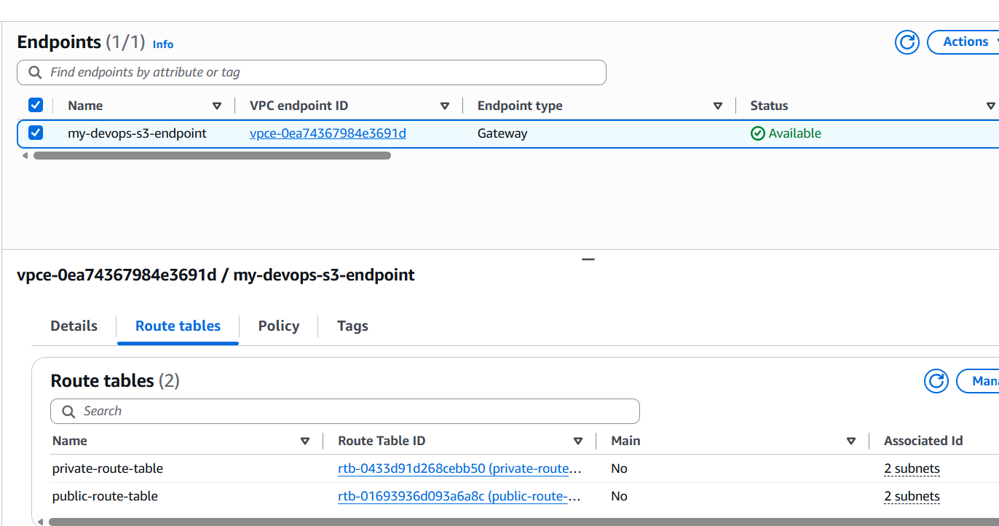 Endpoints (1/1) Info Actions
Find endpoints by attribute or tag
Name VPC endpoint ID Endpoint type Status
my-devops-s3-endpoint vpce-0ea74367984e3691d Gateway Available
vpce-0ea74367984e3691d / my-devops-s3-endpoint
Details Route tables Policy Tags
Route tables (2) Mana
Search
Name Route Table ID Main Associated Id
private-route-table rtb-0433d91d268cebb50 (private-route... No 2 subnets
public-route-table rtb-01693936d093a6a8c (public-route-... No 2 subnets